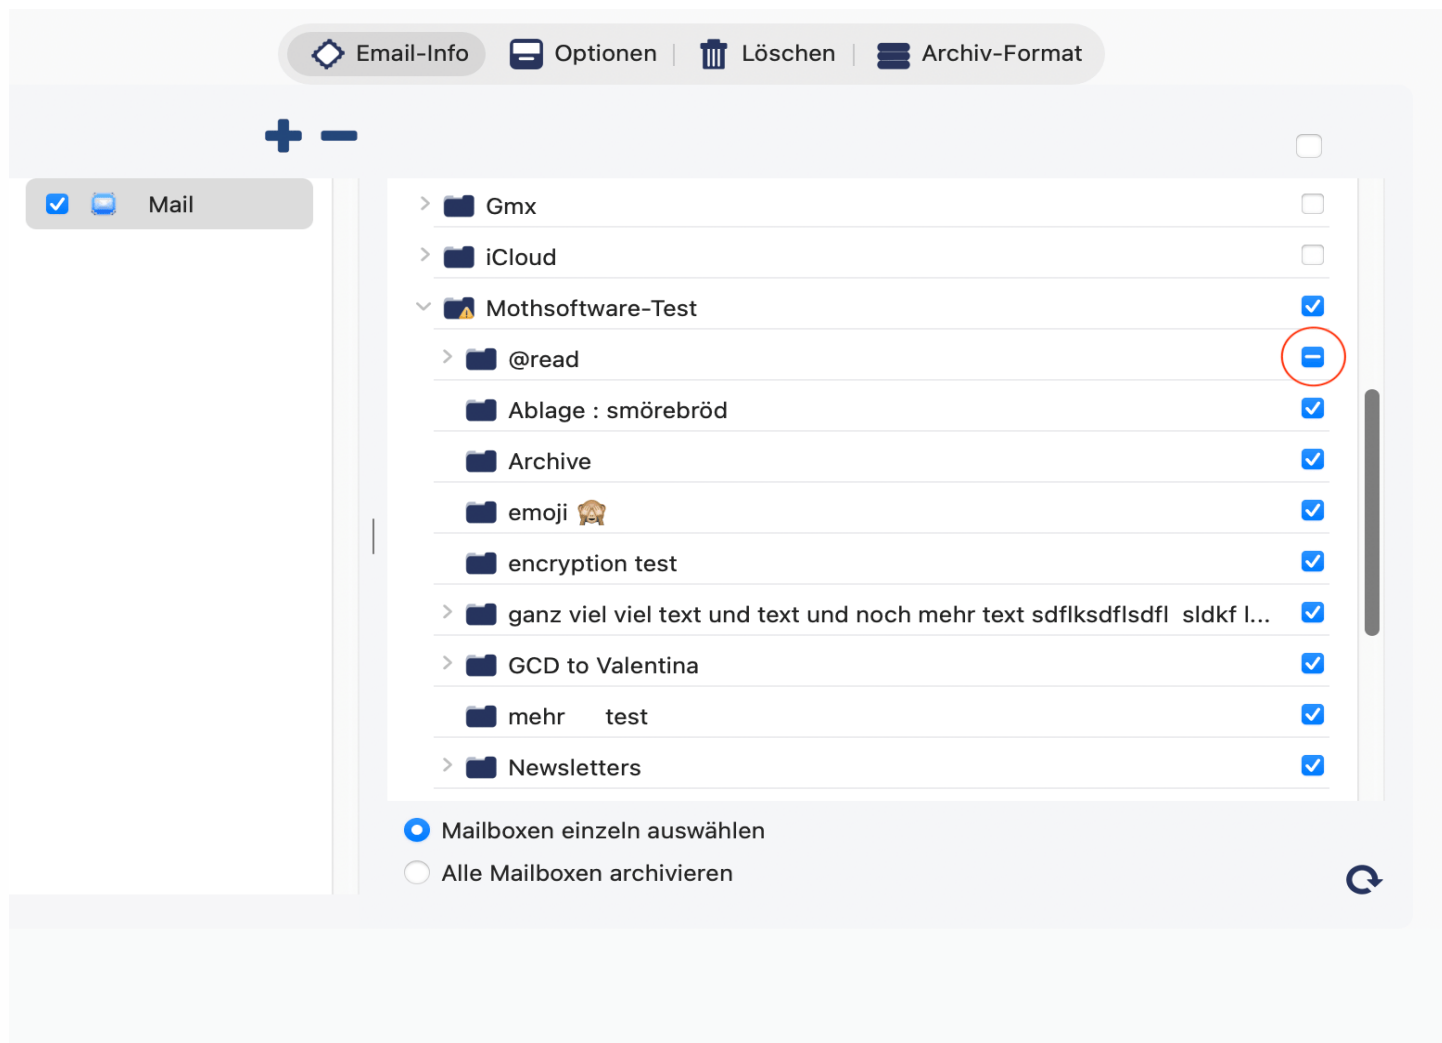 Email-Info Optionen Löschen Archiv-Format
Mail
Gmx
iCloud
Mothsoftware-Test
@read
Ablage : smörebröd
Archive
emoji 🙈
encryption test
ganz viel viel text und text und noch mehr text sdflksdflsdfl sldkf l...
GCD to Valentina
mehr test
Newsletters
Mailboxen einzeln auswählen
Alle Mailboxen archivieren